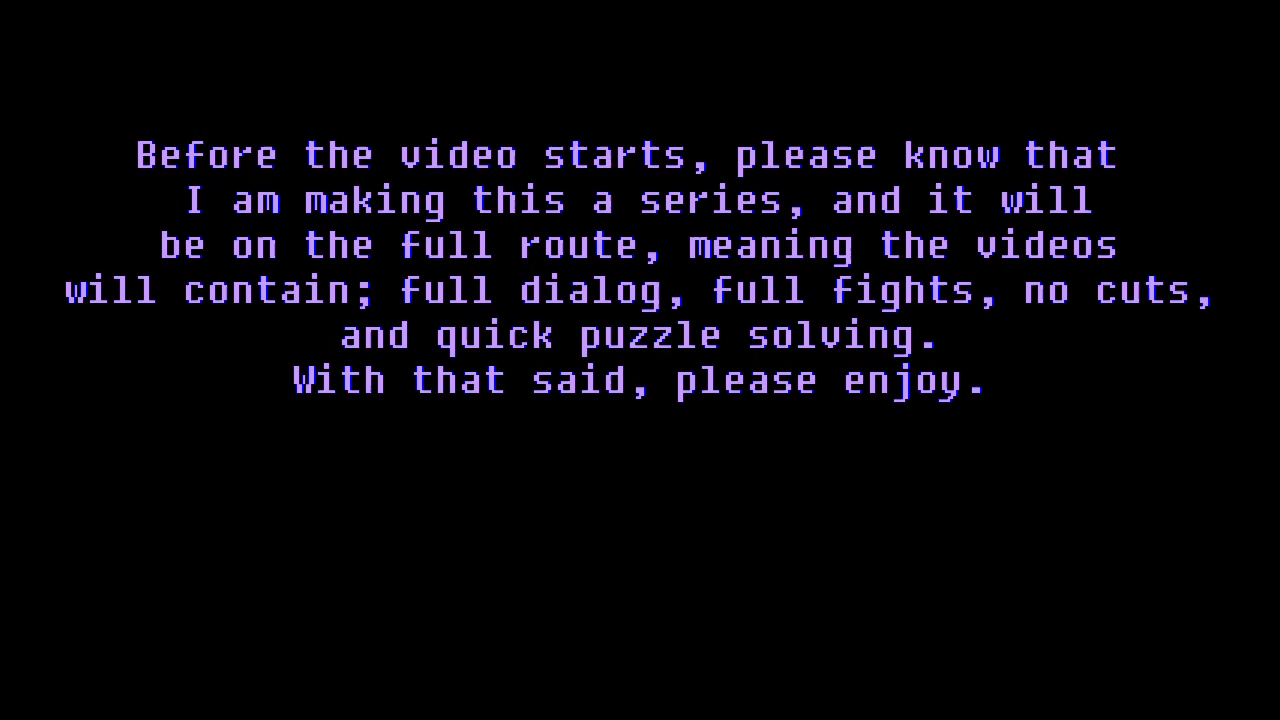 Before the video starts, please know that
I am making this a series, and it will
be on the full route, meaning the videos
will contain; full dialog, full fights, no cuts,
and quick puzzle solving.
With that said, please enjoy.